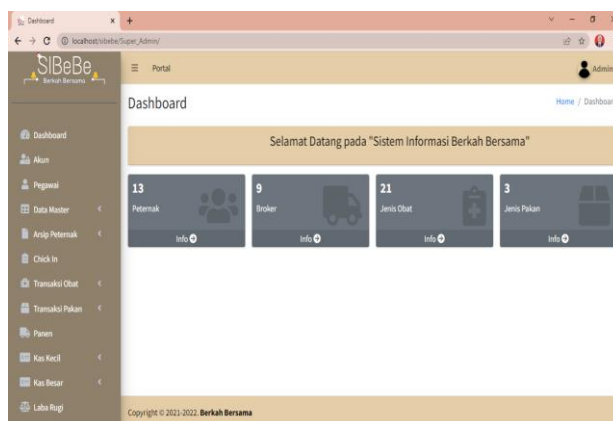 Dashboard
localhost/sibebe/Super_Admin/
SIBeBe
Berkah Bersama
Portal
Admin
Dashboard
Home / Dashboar
Selamat Datang pada "Sistem Informasi Berkah Bersama"
Dashboard
Akun
Pegawai
Data Master
Arsip Peternak
Chick In
Transaksi Obat
Transaksi Pakan
Panen
Kas Kecil
Kas Besar
Laba Rugi
13
Peternak
Info
9
Broker
Info
21
Jenis Obat
Info
3
Jenis Pakan
Info
Copyright © 2021-2022. Berkah Bersama